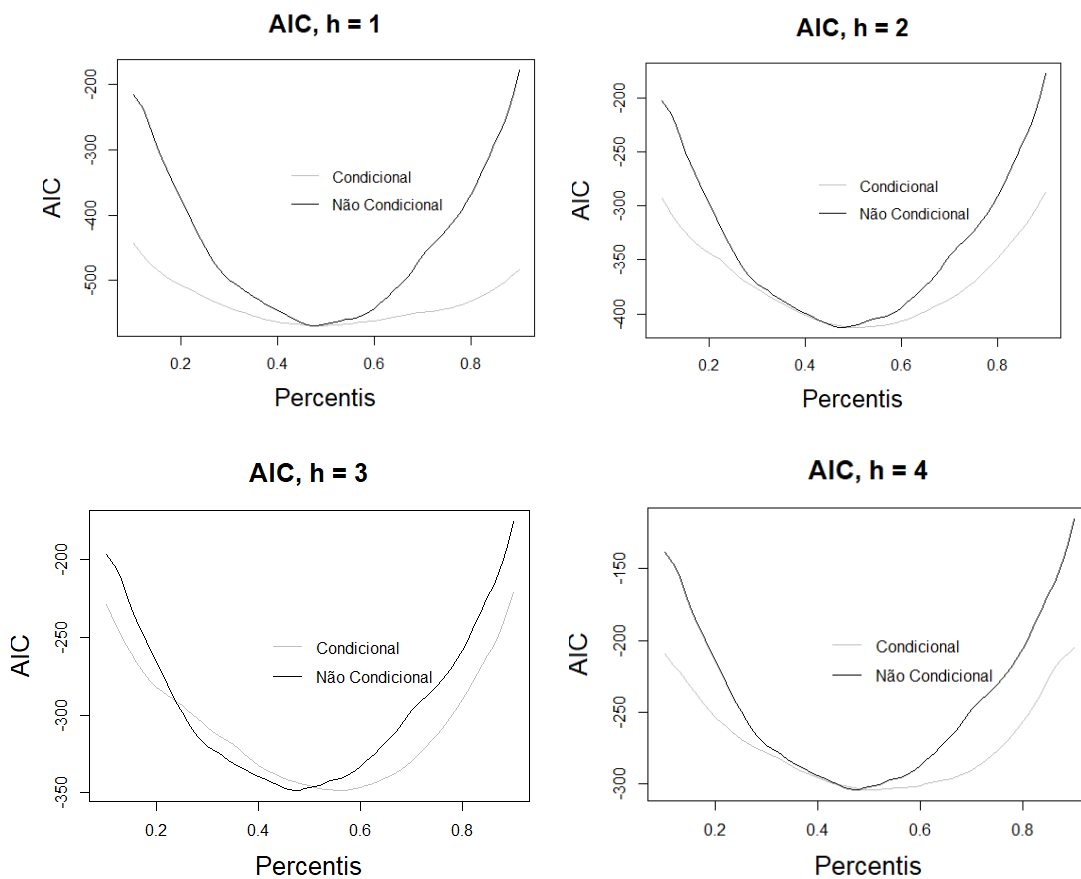 AIC, h = 1
-200
-300
-400
-500
AIC
Condicional
Não Condicional
0.2 0.4 0.6 0.8
Percentis
AIC, h = 2
-200
-250
-300
-350
-400
AIC
Condicional
Não Condicional
0.2 0.4 0.6 0.8
Percentis
AIC, h = 3
-200
-250
-300
-350
AIC
Condicional
Não Condicional
0.2 0.4 0.6 0.8
Percentis
AIC, h = 4
-150
-200
-250
-300
AIC
Condicional
Não Condicional
0.2 0.4 0.6 0.8
Percentis